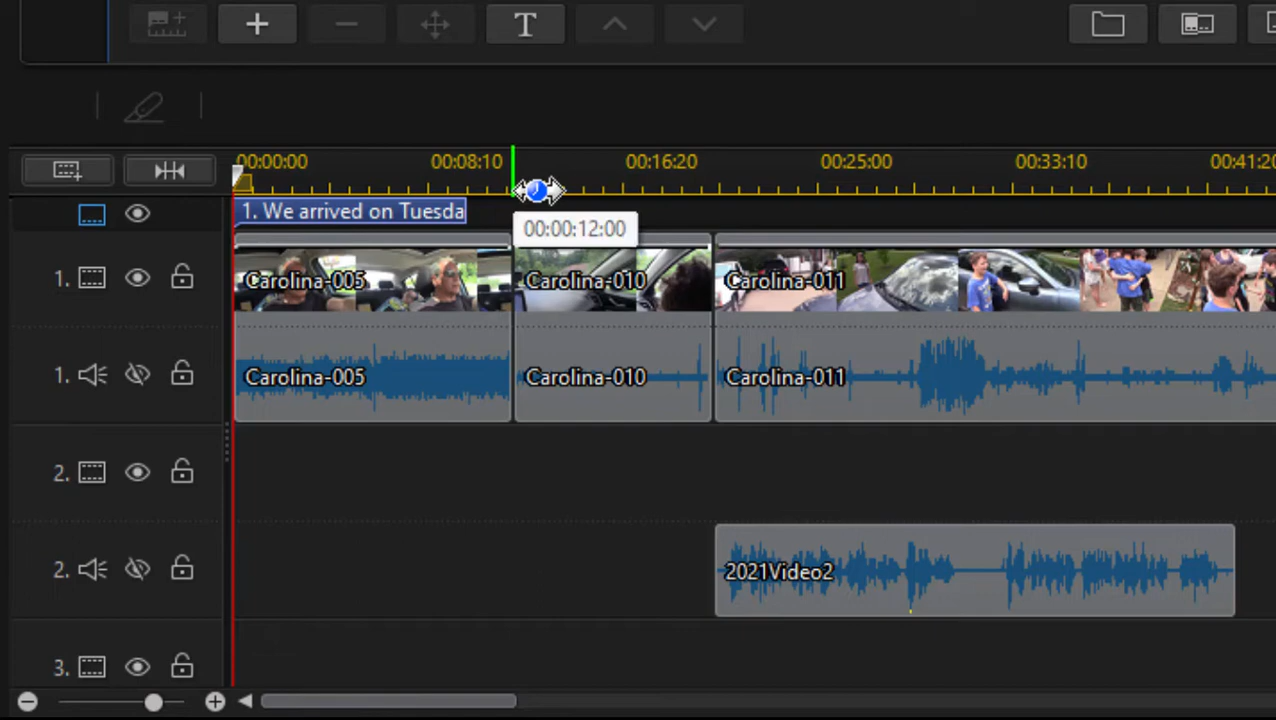 T
00:00:00 00:08:10 00:16:20 00:25:00 00:33:10 00:41:20
1. We arrived on Tuesda
00:00:12:00
1. Carolina-005 Carolina-010 Carolina-011
1. Carolina-005 Carolina-010 Carolina-011
2.
2. 2021Video2
3.